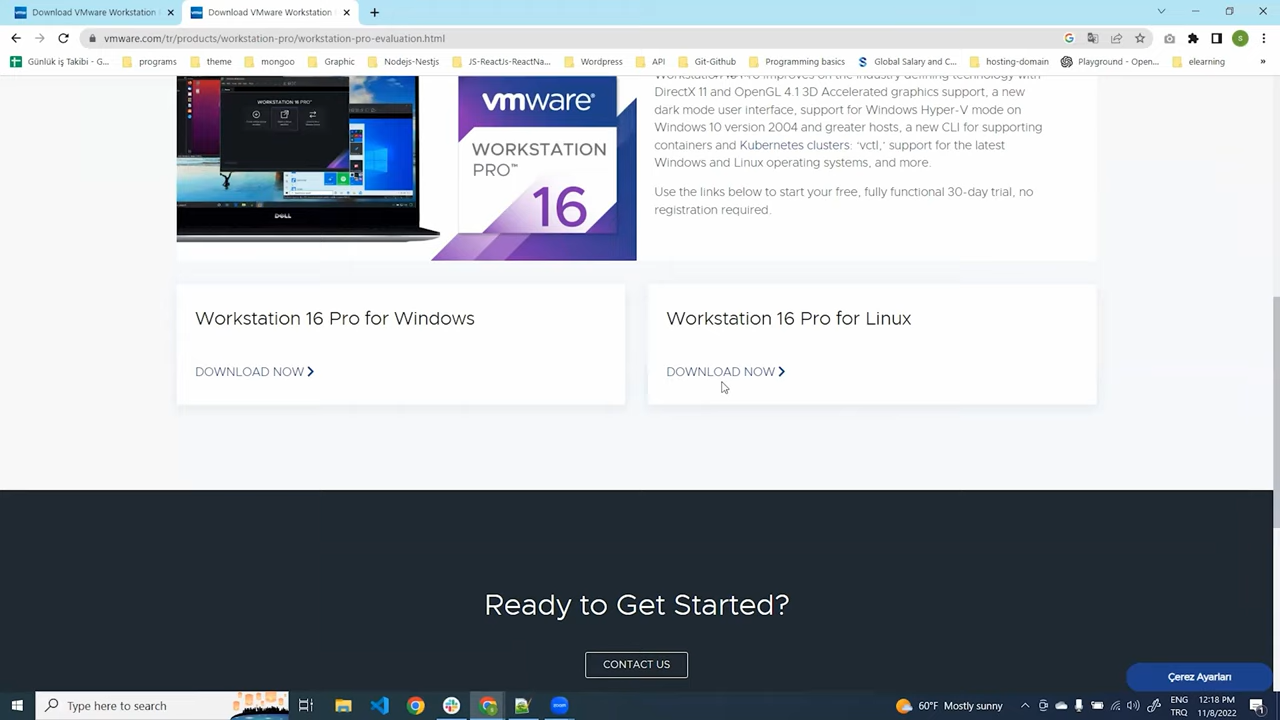 Download VMware Workstation
Download VMware Workstation
vmware.com/tr/products/workstation-pro/workstation-pro-evaluation.html
Günlük iş Takibi - G...
programs
theme
mongoo
Graphic
Nodejs-Nestjs
JS-ReactJs-ReactNa...
Wordpress
API
Git-Github
Programming basics
Global Salary and C...
hosting-domain
Playground - Open...
elearning
DirectX 11 and OpenGL 4.1 3D Accelerated graphics support, a new
dark mode user interface, support for Windows Hyper-V mode on
Windows 10 version 2004 and greater hosts, a new CLI for supporting
containers and Kubernetes clusters: 'vctl,' support for the latest
Windows and Linux operating systems, and more.
Use the links below to start your free, fully functional 30-day trial, no
registration required.
WORKSTATION 16 PRO™
DELL
vmware®
WORKSTATION
PRO™
16
Workstation 16 Pro for Windows
DOWNLOAD NOW
Workstation 16 Pro for Linux
DOWNLOAD NOW
Ready to Get Started?
CONTACT US
Çerez Ayarları
Type here to search
zoom
60°F Mostly sunny
ENG
TRQ
12:18 PM
11/8/2022